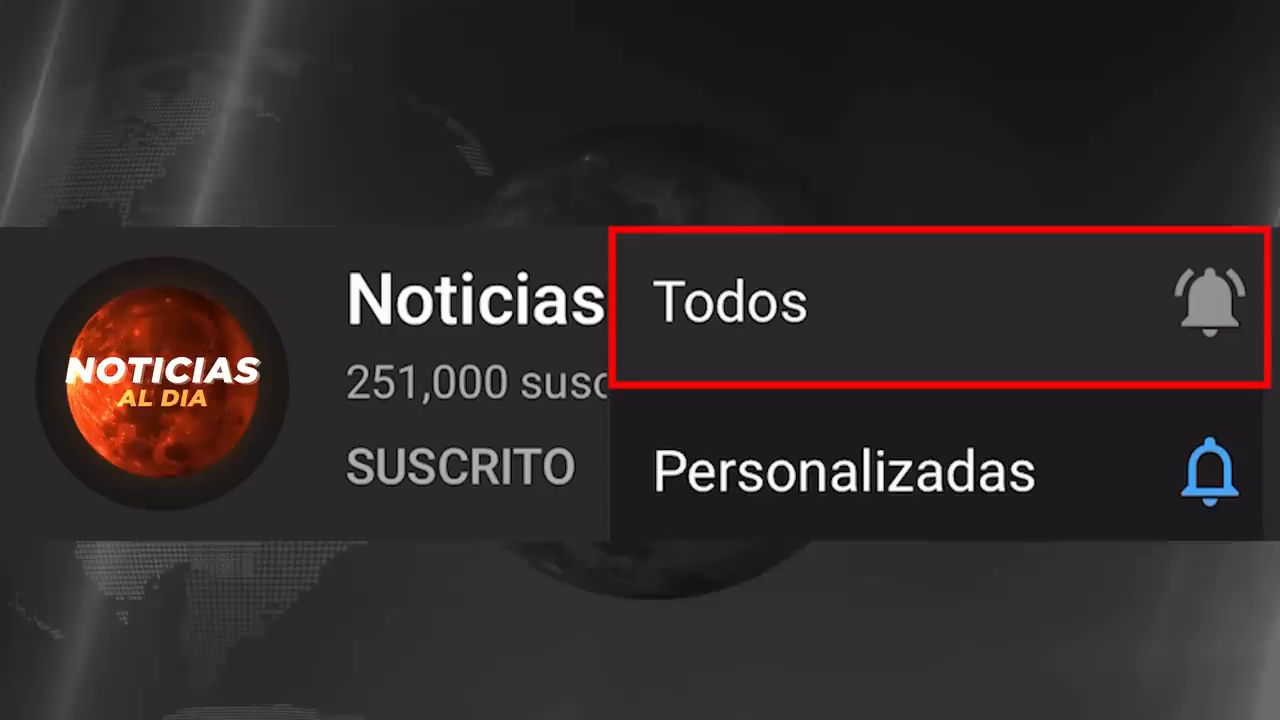 NOTICIAS
AL DIA
Noticias
251,000 susc
SUSCRITO
Todos
Personalizadas